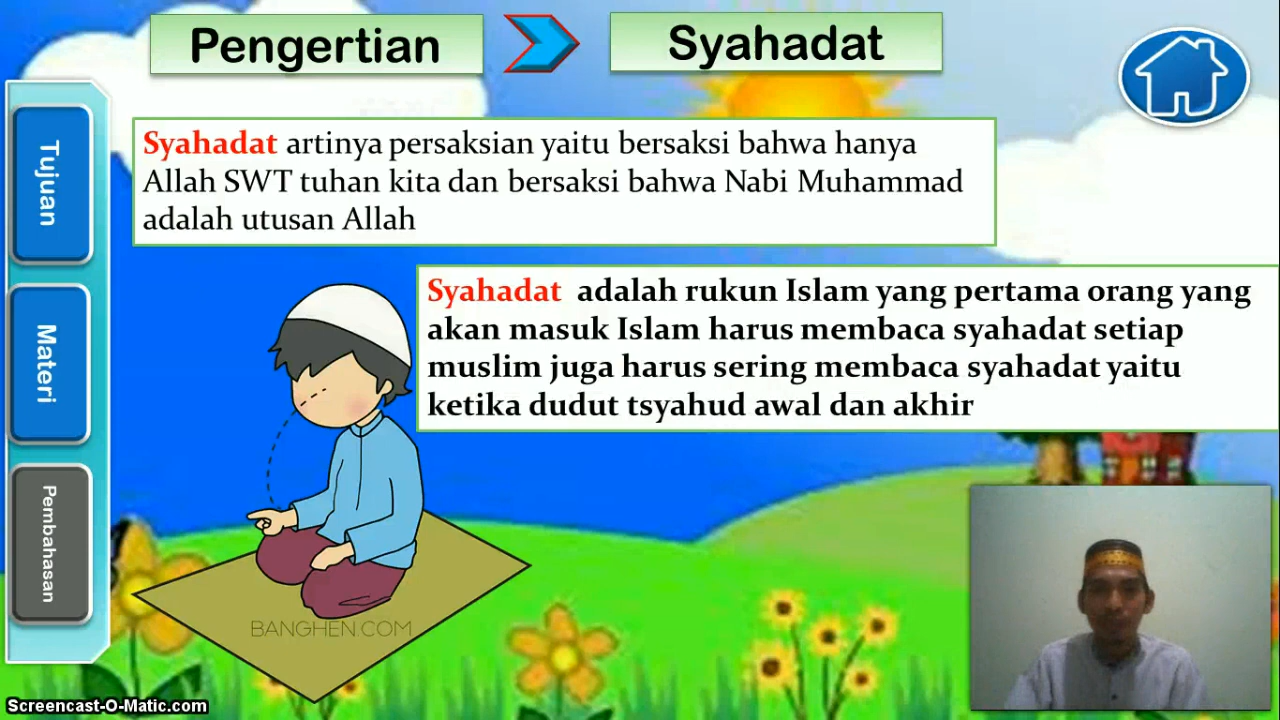 Pengertian
Syahadat
Tujuan
Materi
Pembahasan
Syahadat artinya persaksian yaitu bersaksi bahwa hanya
Allah SWT tuhan kita dan bersaksi bahwa Nabi Muhammad
adalah utusan Allah
Syahadat adalah rukun Islam yang pertama orang yang
akan masuk Islam harus membaca syahadat setiap
muslim juga harus sering membaca syahadat yaitu
ketika dudut tsyahud awal dan akhir
BANGHEN.COM
Screencast-O-Matic.com